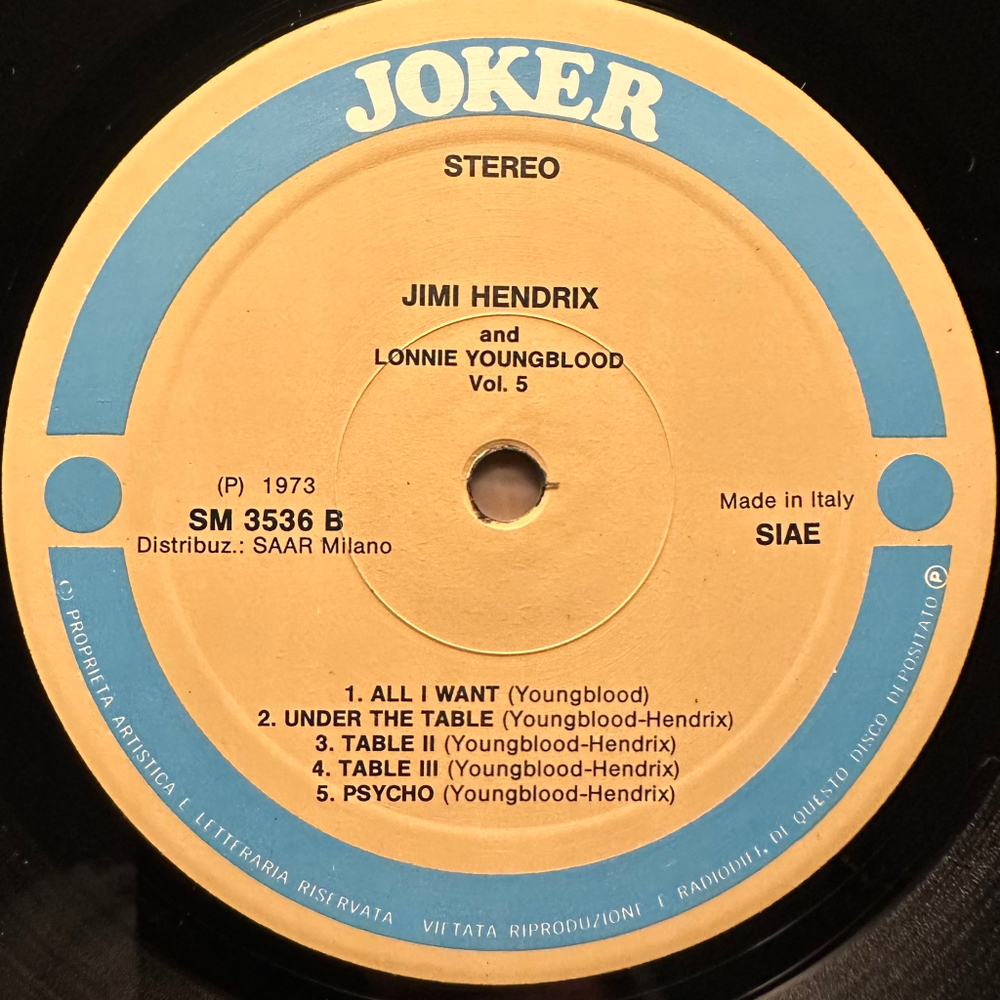 JOKER
STEREO
JIMI HENDRIX
and
LONNIE YOUNGBLOOD
Vol. 5
(P) 1973
SM 3536 B
Distribuz.: SAAR Milano
Made in Italy
SIAE
1. ALL I WANT (Youngblood)
2. UNDER THE TABLE (Youngblood-Hendrix)
3. TABLE II (Youngblood-Hendrix)
4. TABLE III (Youngblood-Hendrix)
5. PSYCHO (Youngblood-Hendrix)
(C) PROPRIETÀ ARTISTICA E LETTERARIA RISERVATA VIETATA RIPRODUZIONE E RADIODIFF. DI QUESTO DISCO DEPOSITATO Ⓟ